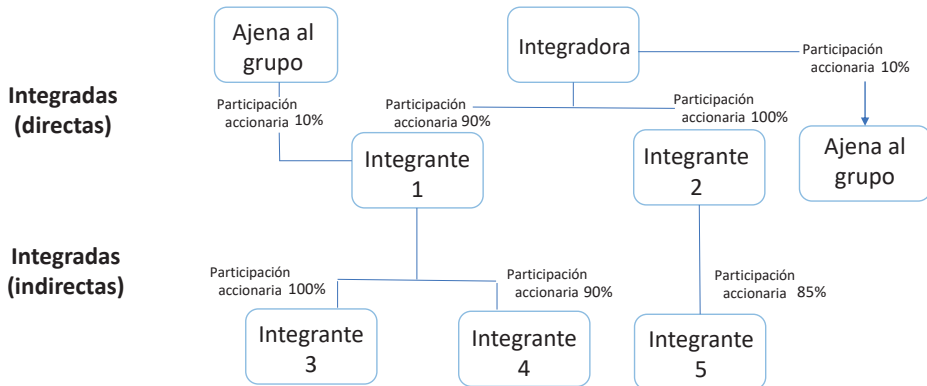 Ajena al
grupo
Integradora
Participación
accionaria 10%
Integradas
(directas)
Participación
accionaria 10%
Participación
accionaria 90%
Participación
accionaria 100%
Integrante
1
Integrante
2
Ajena al
grupo
Integradas
(indirectas)
Participación
accionaria 100%
Participación
accionaria 90%
Participación
accionaria 85%
Integrante
3
Integrante
4
Integrante
5